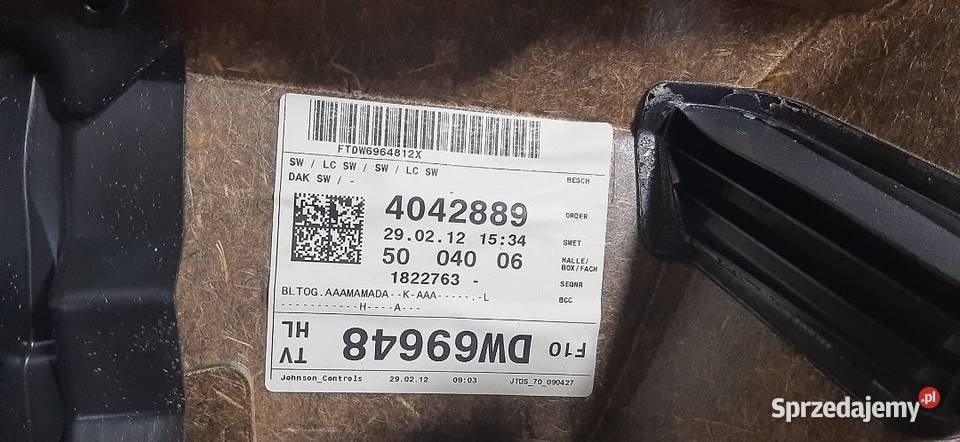 FTDW6964812X
SW / LC SW / SW / LC SW
DAK SW / -
BESCH
-
4042889
ORDER
29.02.12 15:34
SWET
50 040 06
HALLE/
BOX/FACH
1822763 -
SEQNR
BLTOG.AAAMAMADA--K-AAA-----.--L
BCC
-----------H----A---
F10 DW69648 TV
HL
Johnson_Controls 29.02.12 09:03 JTDS_70_090427
Sprzedajemy.pl